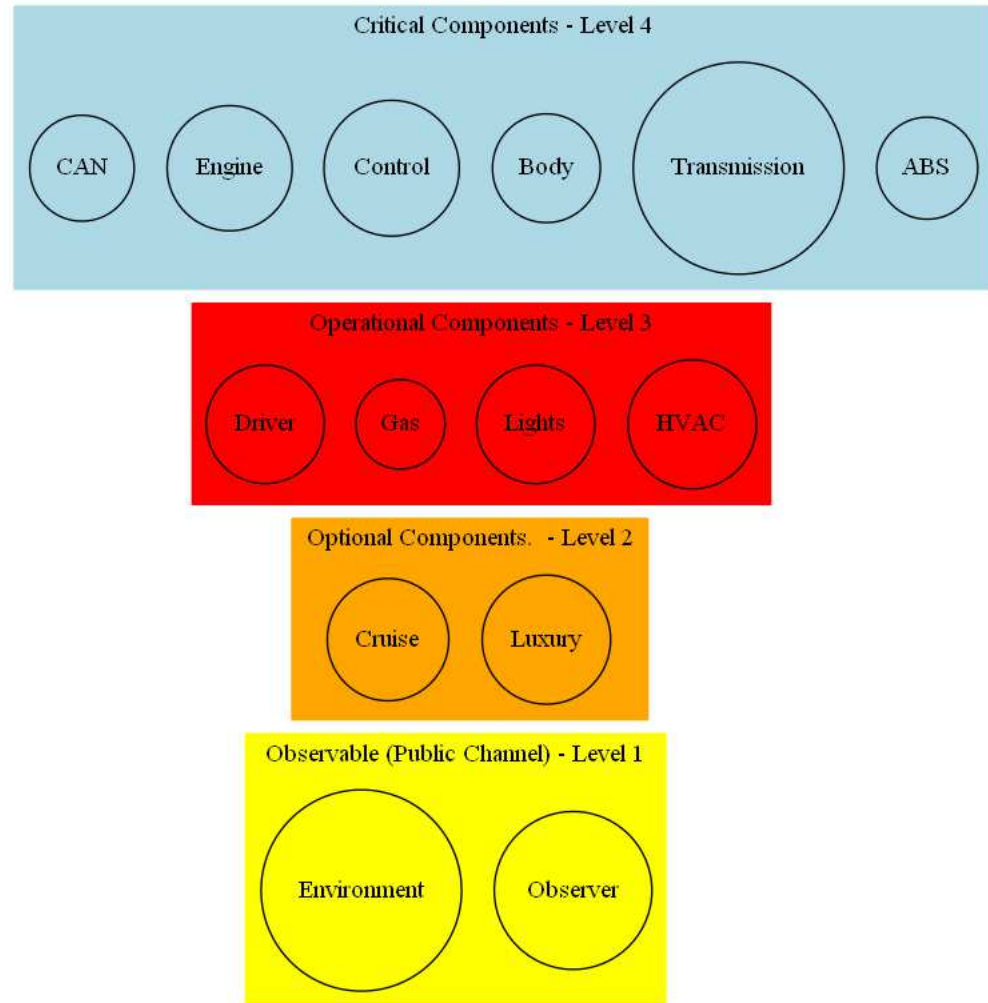 Critical Components - Level 4
CAN Engine Control Body Transmission ABS
Operational Components - Level 3
Driver Gas Lights HVAC
Optional Components.  - Level 2
Cruise Luxury
Observable (Public Channel) - Level 1
Environment Observer